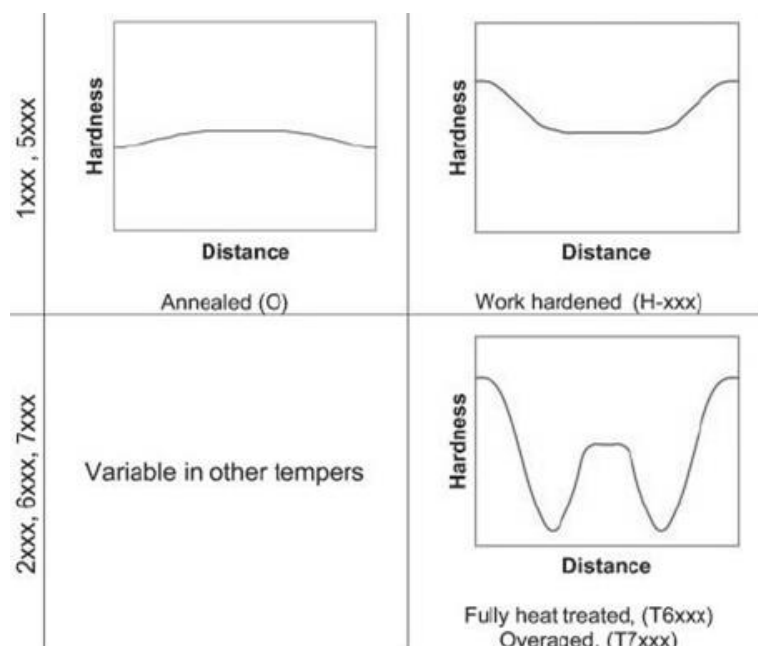 1xxx , 5xxx
Hardness
Distance
Annealed (O)
Hardness
Distance
Work hardened (H-xxx)
2xxx, 6xxx, 7xxx
Variable in other tempers
Hardness
Distance
Fully heat treated, (T6xxx)
Overaged, (T7xxx)